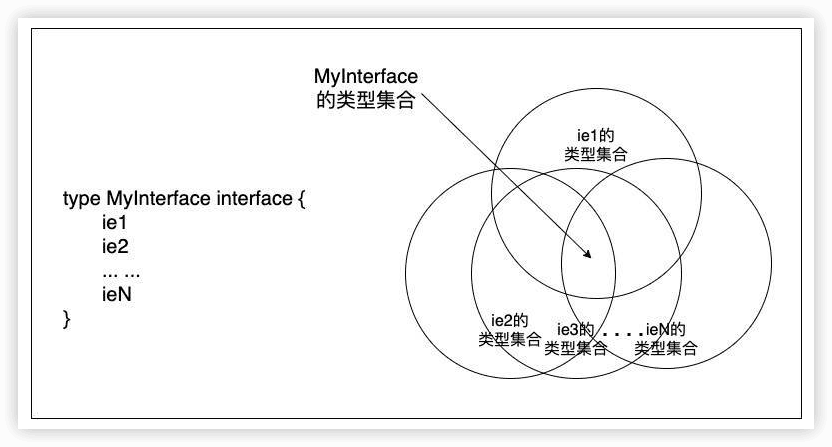 MyInterface
的类型集合
type MyInterface interface {
ie1
ie2
... ...
ieN
}
ie1的
类型集合
ie2的
类型集合
ie3的
类型集合
. . . .
ieN的
类型集合